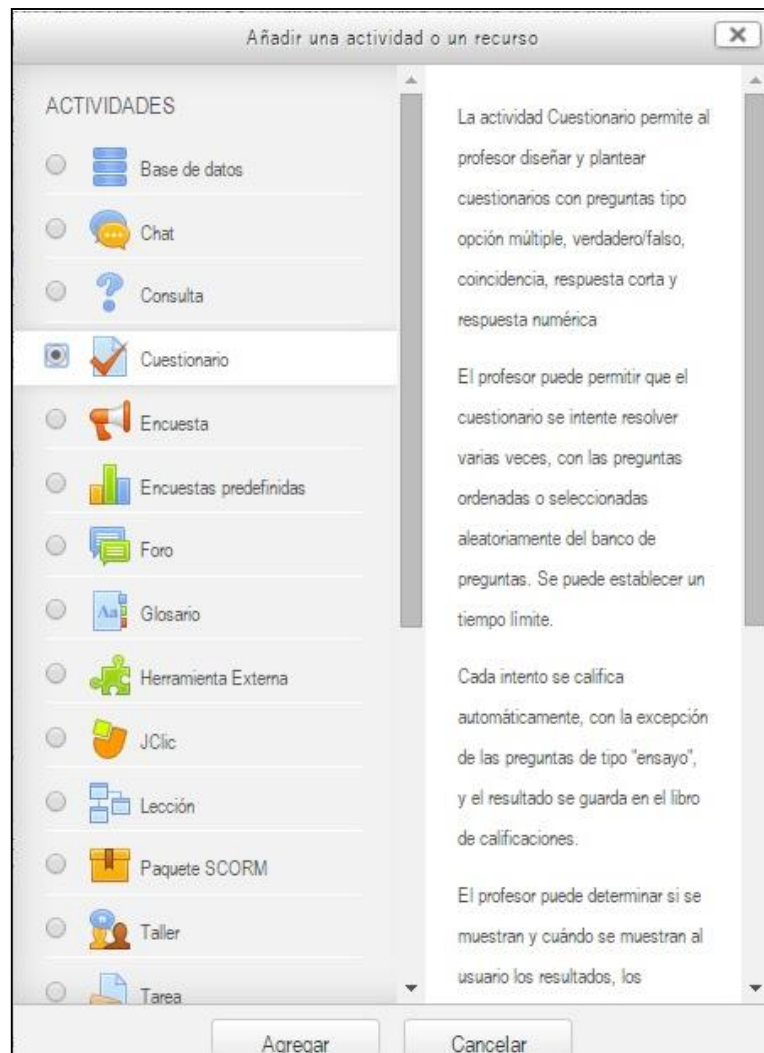 Añadir una actividad o un recurso
ACTIVIDADES
Base de datos
Chat
Consulta
Cuestionario
Encuesta
Encuestas predefinidas
Foro
Glosario
Herramienta Externa
JClic
Lección
Paquete SCORM
Taller
Tarea
La actividad Cuestionario permite al
profesor diseñar y plantear
cuestionarios con preguntas tipo
opción múltiple, verdadero/falso,
coincidencia, respuesta corta y
respuesta numérica
El profesor puede permitir que el
cuestionario se intente resolver
varias veces, con las preguntas
ordenadas o seleccionadas
aleatoriamente del banco de
preguntas. Se puede establecer un
tiempo límite.
Cada intento se califica
automáticamente, con la excepción
de las preguntas de tipo "ensayo",
y el resultado se guarda en el libro
de calificaciones.
El profesor puede determinar si se
muestran y cuándo se muestran al
usuario los resultados, los
Agregar
Cancelar